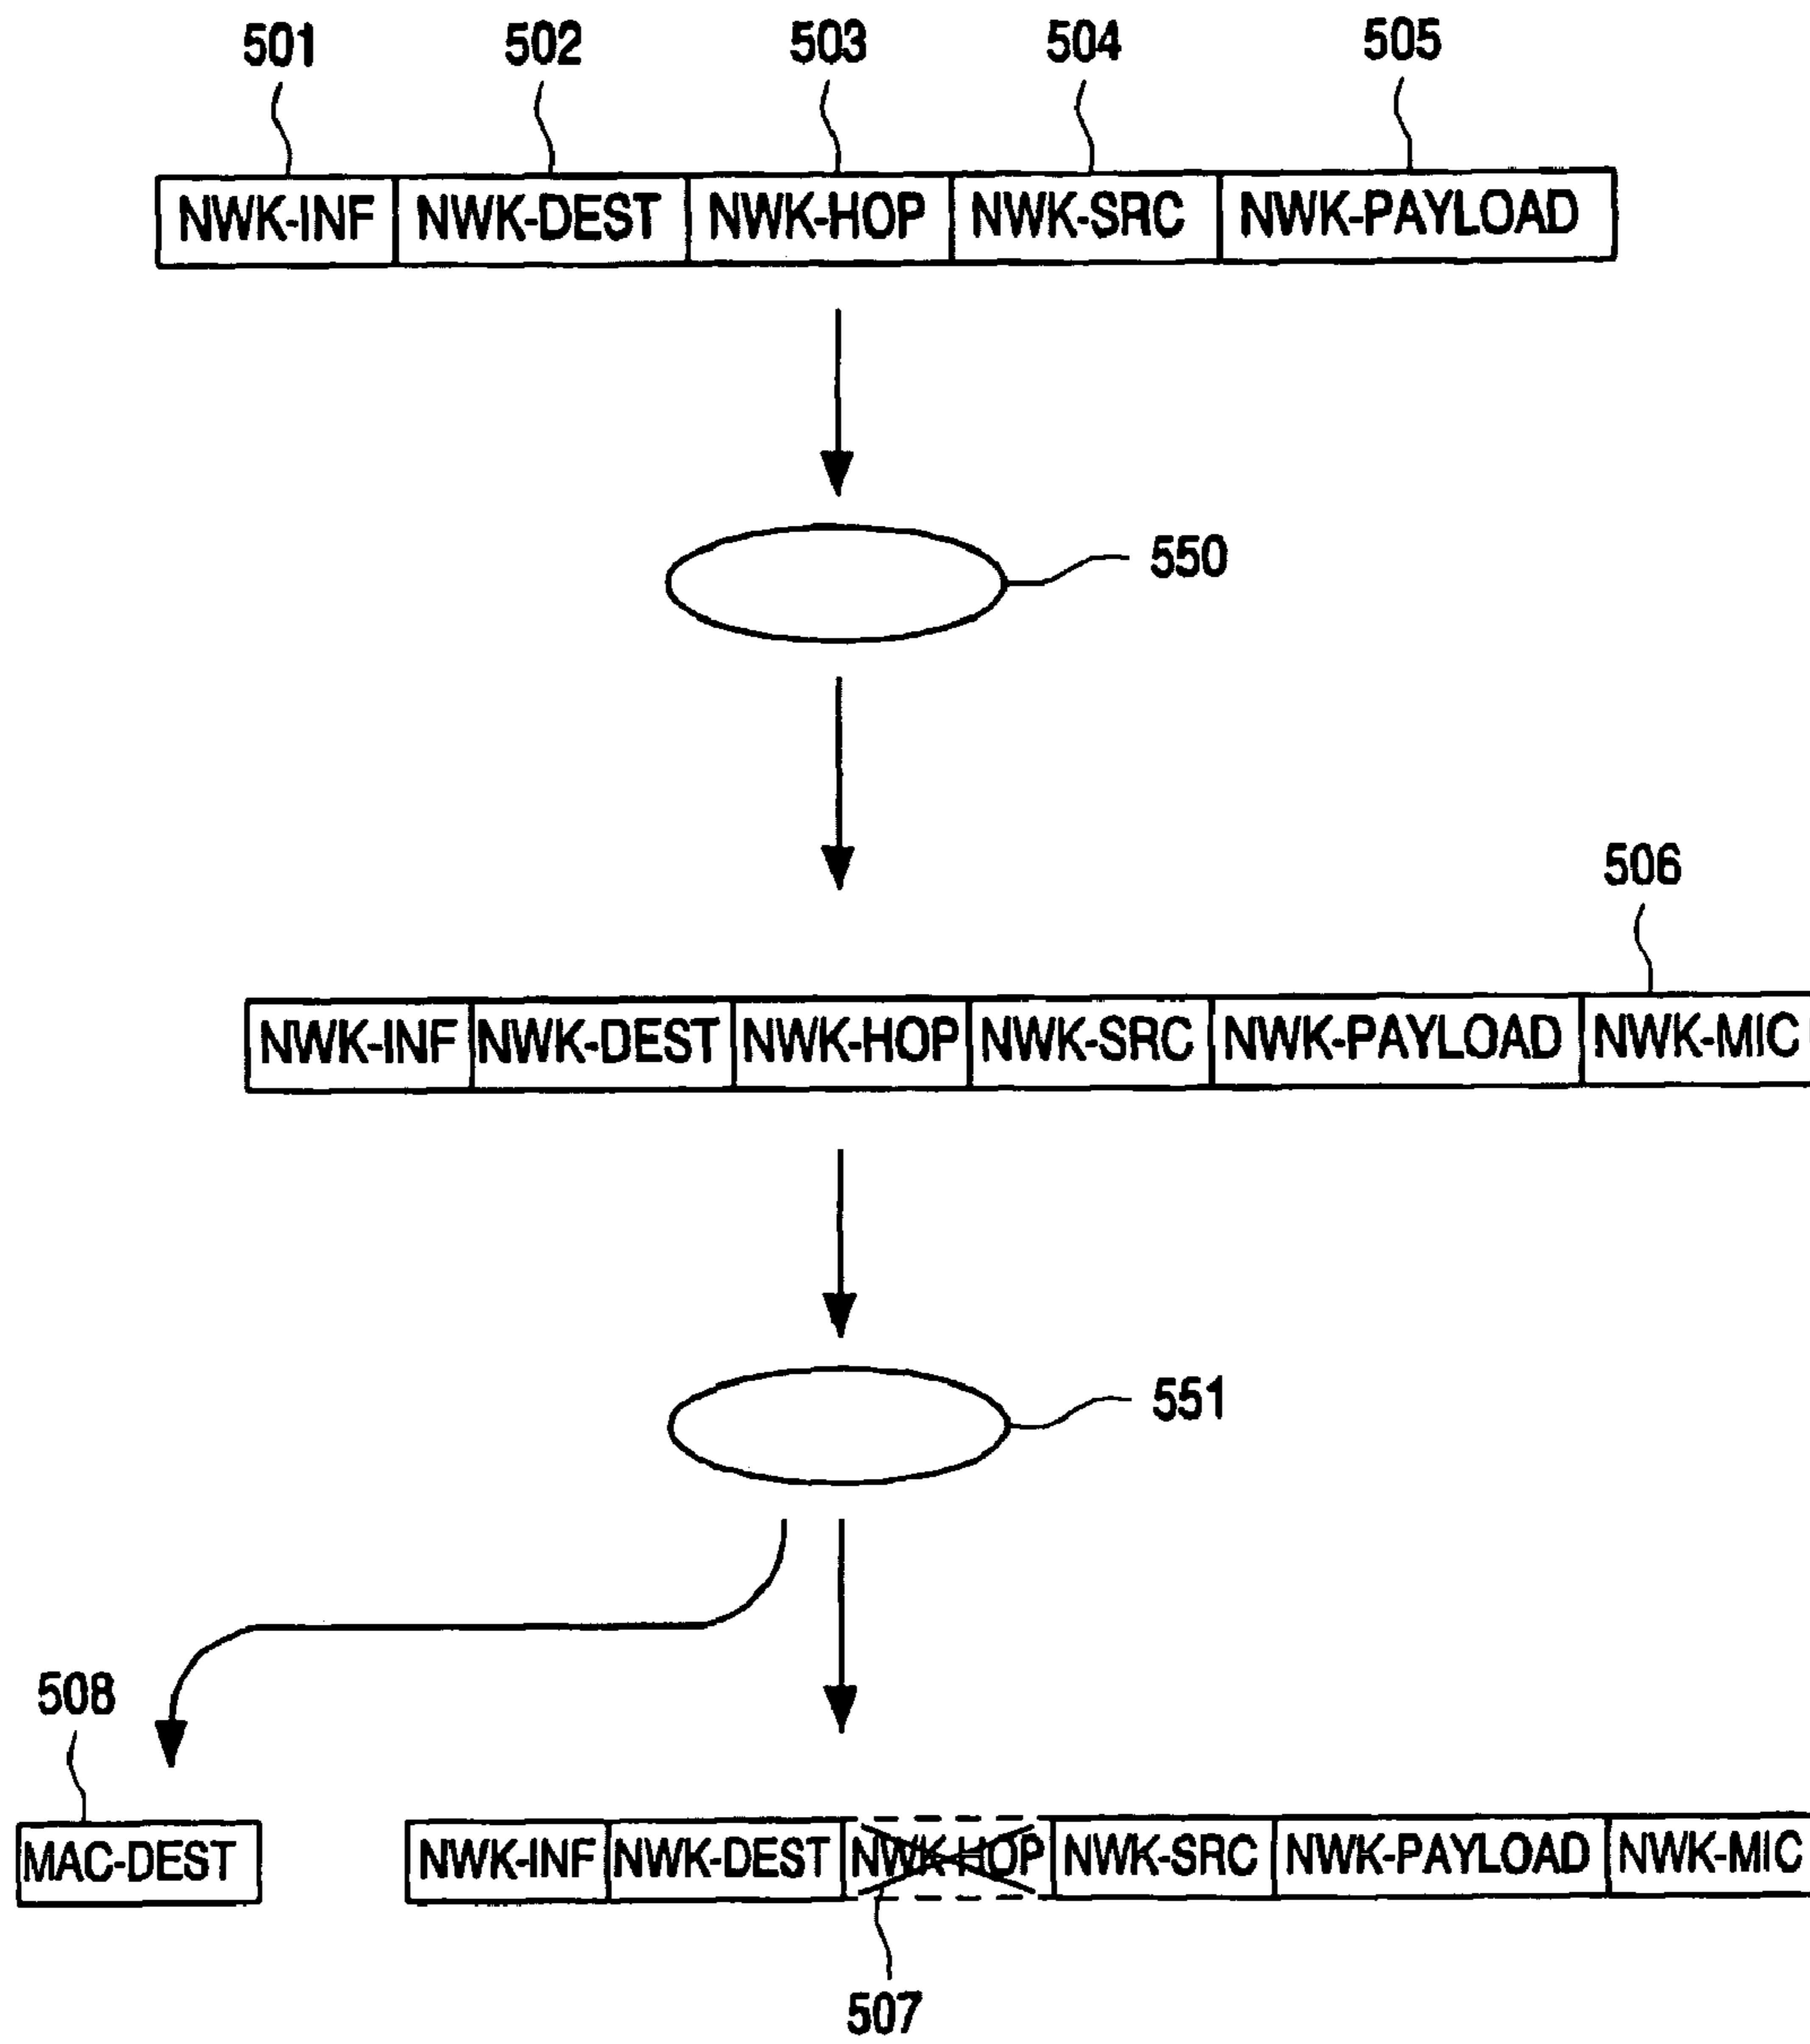 501 502 503 504 505
NWK-INF NWK-DEST NWK-HOP NWK-SRC NWK-PAYLOAD
550
506
NWK-INF NWK-DEST NWK-HOP NWK-SRC NWK-PAYLOAD NWK-MIC
551
508
MAC-DEST NWK-INF NWK-DEST NWK-HOP NWK-SRC NWK-PAYLOAD NWK-MIC
507